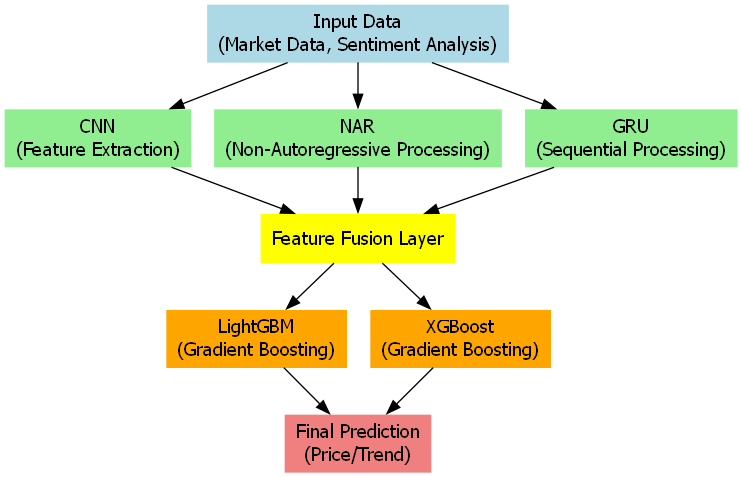 Input Data
(Market Data, Sentiment Analysis)
CNN
(Feature Extraction)
NAR
(Non-Autoregressive Processing)
GRU
(Sequential Processing)
Feature Fusion Layer
LightGBM
(Gradient Boosting)
XGBoost
(Gradient Boosting)
Final Prediction
(Price/Trend)